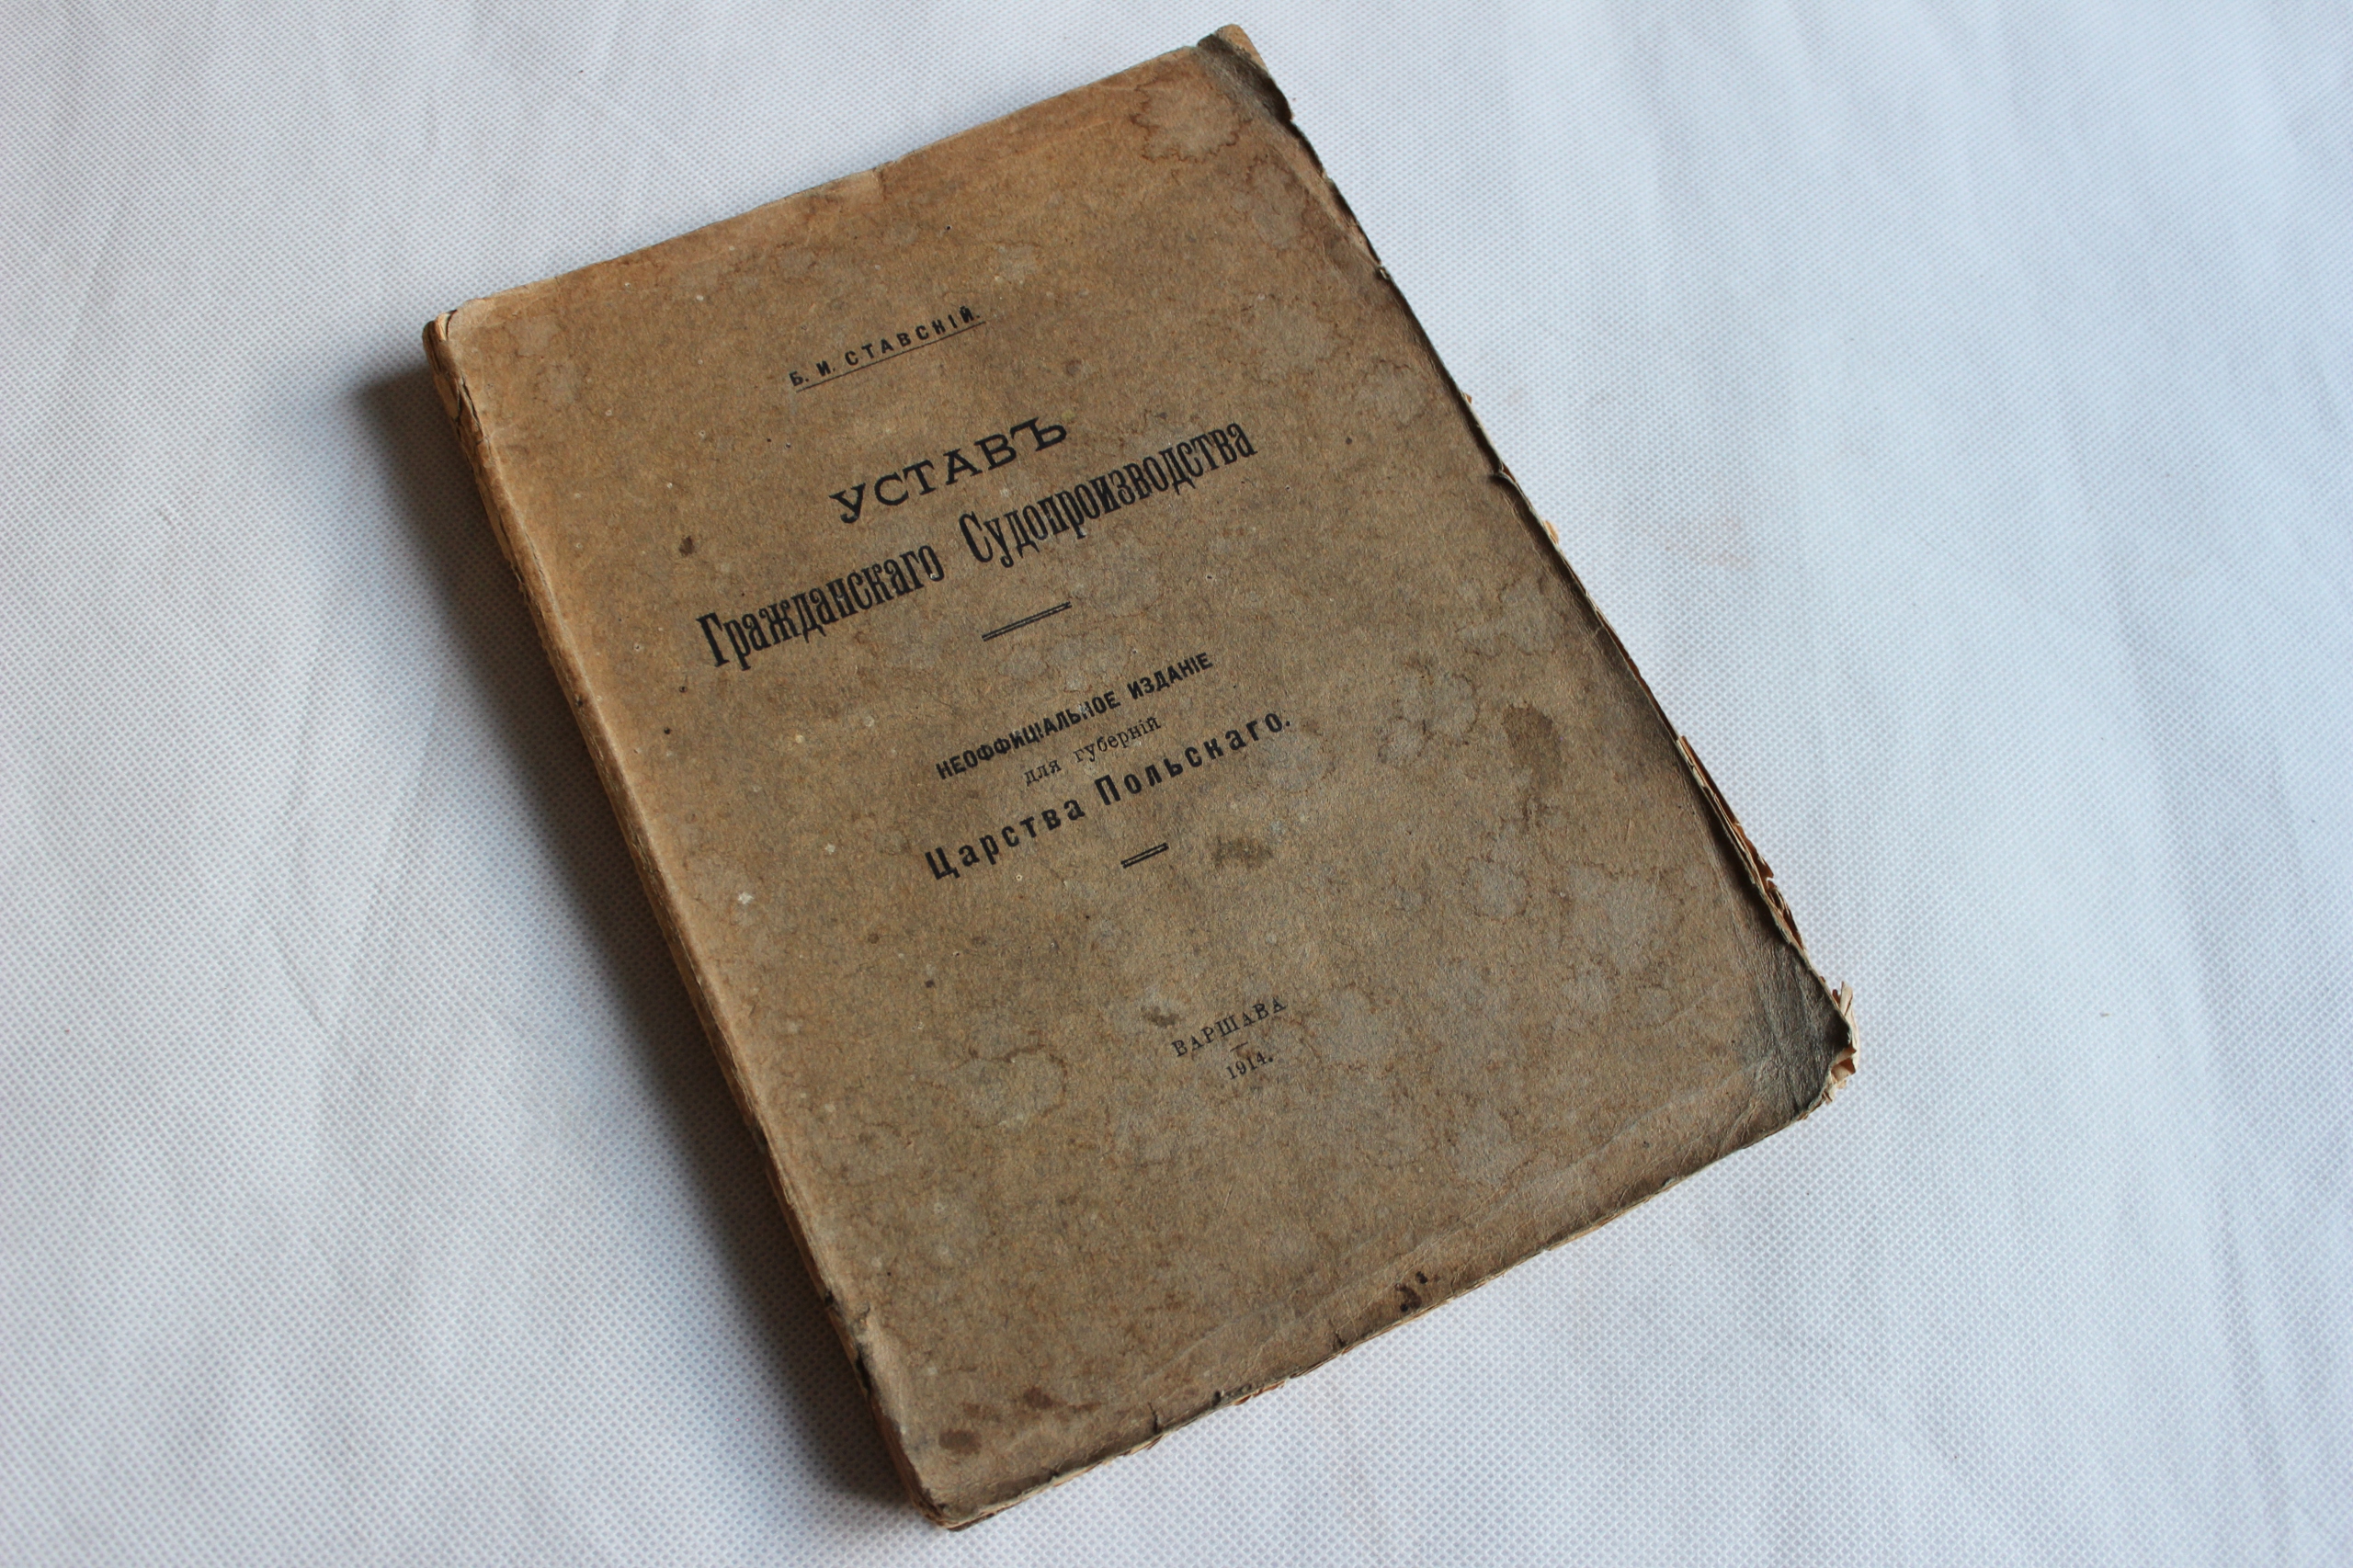 Б. И. СТАВСКІЙ.
УСТАВЪ
Гражданскаго Судопроизводства
НЕОФФИЦІАЛЬНОЕ ИЗДАНІЕ
для губерній
Царства Польскаго.
ВАРШАВА
1914.